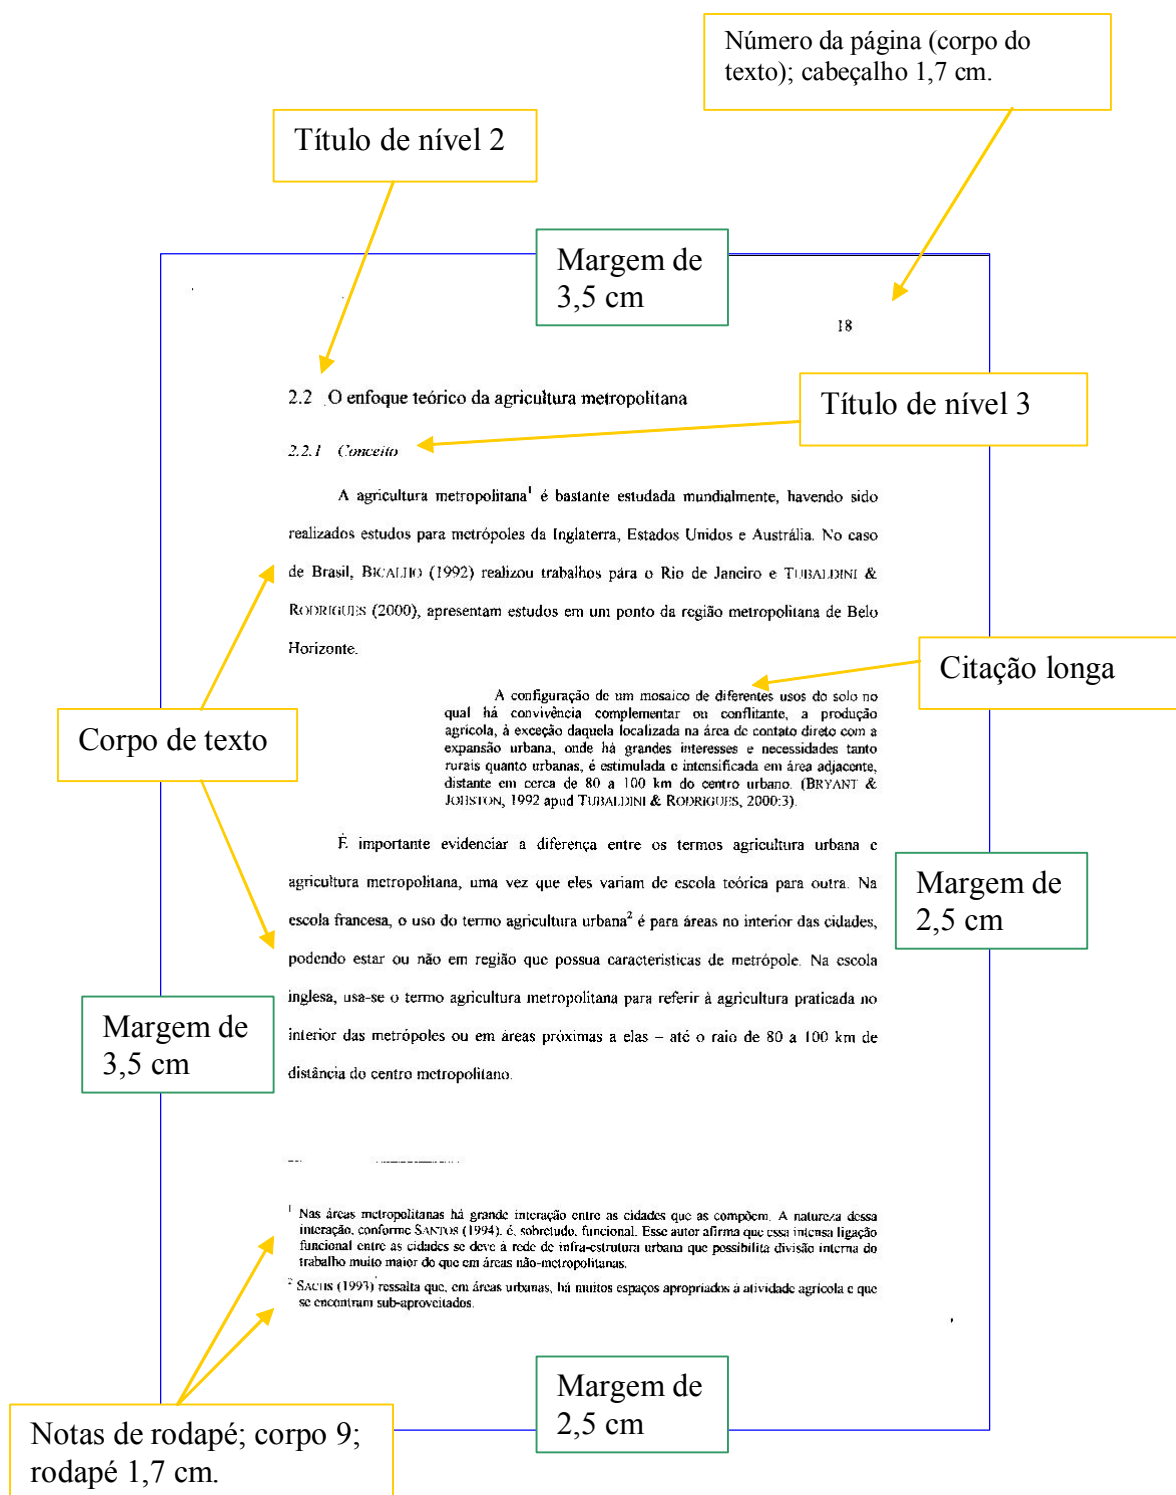 Número da página (corpo do
texto); cabeçalho 1,7 cm.
Título de nível 2
Margem de
3,5 cm
18
2.2 O enfoque teórico da agricultura metropolitana
Título de nível 3
2.2.1 Conceito
A agricultura metropolitana¹ é bastante estudada mundialmente, havendo sido
realizados estudos para metrópoles da Inglaterra, Estados Unidos e Austrália. No caso
de Brasil, BICALHO (1992) realizou trabalhos pára o Rio de Janeiro e TUBALDINI &
RODRIGUES (2000), apresentam estudos em um ponto da região metropolitana de Belo
Horizonte.
Citação longa
A configuração de um mosaico de diferentes usos do solo no
qual há convivência complementar ou conflitante, a produção
agrícola, à exceção daquela localizada na área de contato direto com a
expansão urbana, onde há grandes interesses e necessidades tanto
rurais quanto urbanas, é estimulada e intensificada em área adjacente,
distante em cerca de 80 a 100 km do centro urbano. (BRYANT &
JOHSTON, 1992 apud TUBALDINI & RODRIGUES, 2000:3).
Corpo de texto
É importante evidenciar a diferença entre os termos agricultura urbana e
agricultura metropolitana, uma vez que eles variam de escola teórica para outra. Na
escola francesa, o uso do termo agricultura urbana² é para áreas no interior das cidades,
podendo estar ou não em região que possua características de metrópole. Na escola
inglesa, usa-se o termo agricultura metropolitana para referir à agricultura praticada no
interior das metrópoles ou em áreas próximas a elas – até o raio de 80 a 100 km de
distância do centro metropolitano.
Margem de
2,5 cm
Margem de
3,5 cm
¹ Nas áreas metropolitanas há grande interação entre as cidades que as compõem. A natureza dessa
interação, conforme SANTOS (1994), é, sobretudo, funcional. Esse autor afirma que essa intensa ligação
funcional entre as cidades se deve à rede de infra-estrutura urbana que possibilita divisão interna do
trabalho muito maior do que em áreas não-metropolitanas.
² SACHS (1993) ressalta que, em áreas urbanas, há muitos espaços apropriados à atividade agrícola e que
se encontram sub-aproveitados.
Margem de
2,5 cm
Notas de rodapé; corpo 9;
rodapé 1,7 cm.